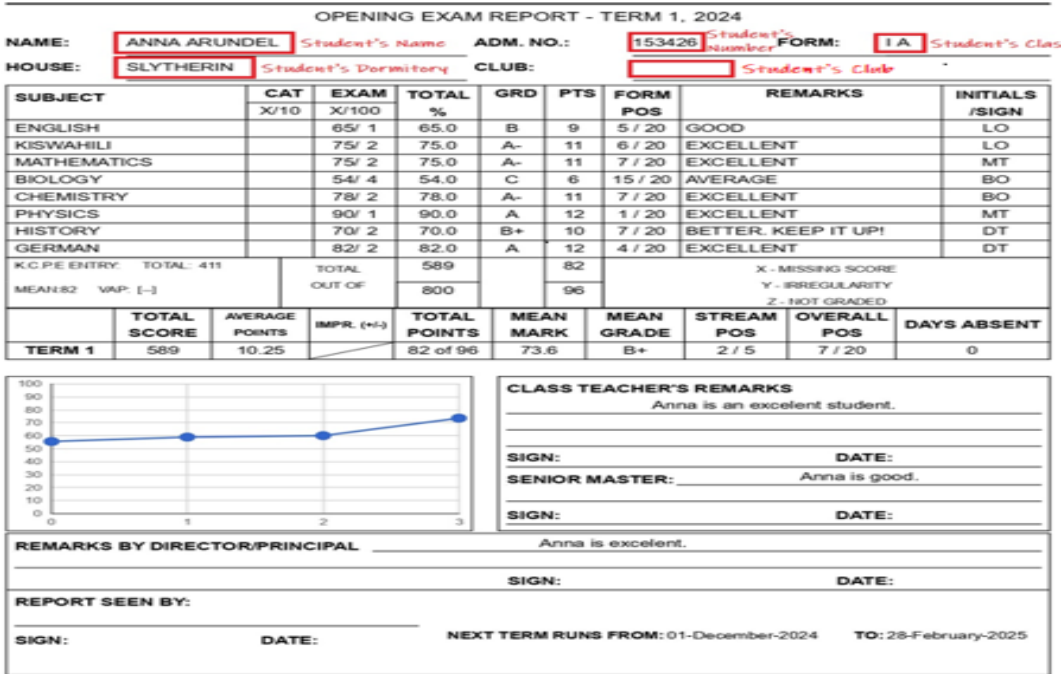 OPENING EXAM REPORT - TERM 1, 2024
NAME: ANNA ARUNDEL Student's Name ADM. NO.: 153426 Student's Number FORM: I A Student's Clas
HOUSE: SLYTHERIN Student's Dormitory CLUB: Student's Club
SUBJECT CAT X/10 EXAM X/100 TOTAL % GRD PTS FORM POS REMARKS INITIALS /SIGN
ENGLISH 65/ 1 65.0 B 9 5 / 20 GOOD LO
KISWAHILI 75/ 2 75.0 A- 11 6 / 20 EXCELLENT LO
MATHEMATICS 75/ 2 75.0 A- 11 7 / 20 EXCELLENT MT
BIOLOGY 54/ 4 54.0 C 6 15 / 20 AVERAGE BO
CHEMISTRY 78/ 2 78.0 A- 11 7 / 20 EXCELLENT BO
PHYSICS 90/ 1 90.0 A 12 1 / 20 EXCELLENT MT
HISTORY 70/ 2 70.0 B+ 10 7 / 20 BETTER. KEEP IT UP! DT
GERMAN 82/ 2 82.0 A 12 4 / 20 EXCELLENT DT
K.C.P.E ENTRY: TOTAL: 411 TOTAL 589 82 X - MISSING SCORE
MEAN:82 VAP: [--] OUT OF 800 96 Y - IRREGULARITY
Z - NOT GRADED
TOTAL SCORE AVERAGE POINTS IMPR. (+/-) TOTAL POINTS MEAN MARK MEAN GRADE STREAM POS OVERALL POS DAYS ABSENT
TERM 1 589 10.25 82 of 96 73.6 B+ 2 / 5 7 / 20 0
100
90
80
70
60
50
40
30
20
10
0
0 1 2 3
CLASS TEACHER'S REMARKS
Anna is an excelent student.
SIGN: DATE:
SENIOR MASTER: Anna is good.
SIGN: DATE:
REMARKS BY DIRECTOR/PRINCIPAL Anna is excelent.
SIGN: DATE:
REPORT SEEN BY:
SIGN: DATE: NEXT TERM RUNS FROM: 01-December-2024 TO: 28-February-2025